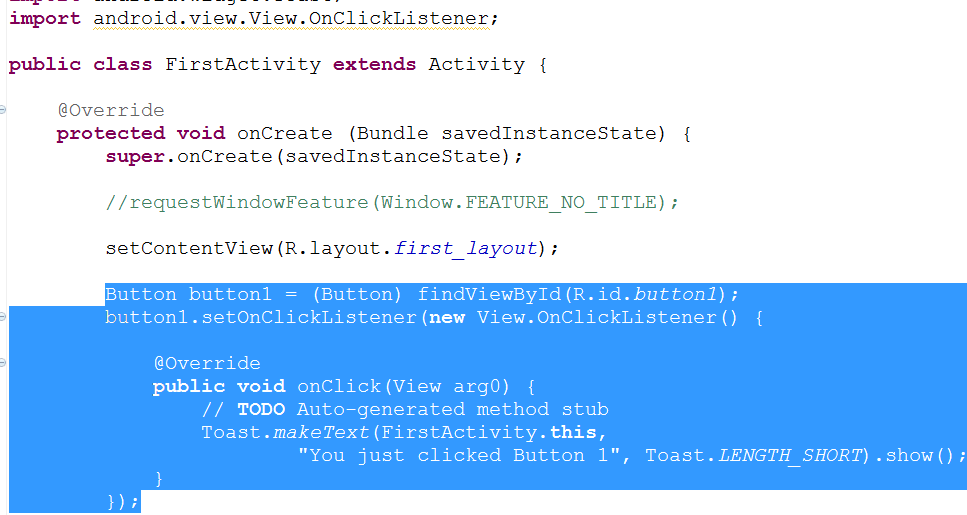 import android.view.View.OnClickListener;
public class FirstActivity extends Activity {
@Override
protected void onCreate (Bundle savedInstanceState) {
super.onCreate(savedInstanceState);
//requestWindowFeature(Window.FEATURE_NO_TITLE);
setContentView(R.layout.first_layout);
Button button1 = (Button) findViewById(R.id.button1);
button1.setOnClickListener(new View.OnClickListener() {
@Override
public void onClick(View arg0) {
// TODO Auto-generated method stub
Toast.makeText(FirstActivity.this,
"You just clicked Button 1", Toast.LENGTH_SHORT).show();
}
});